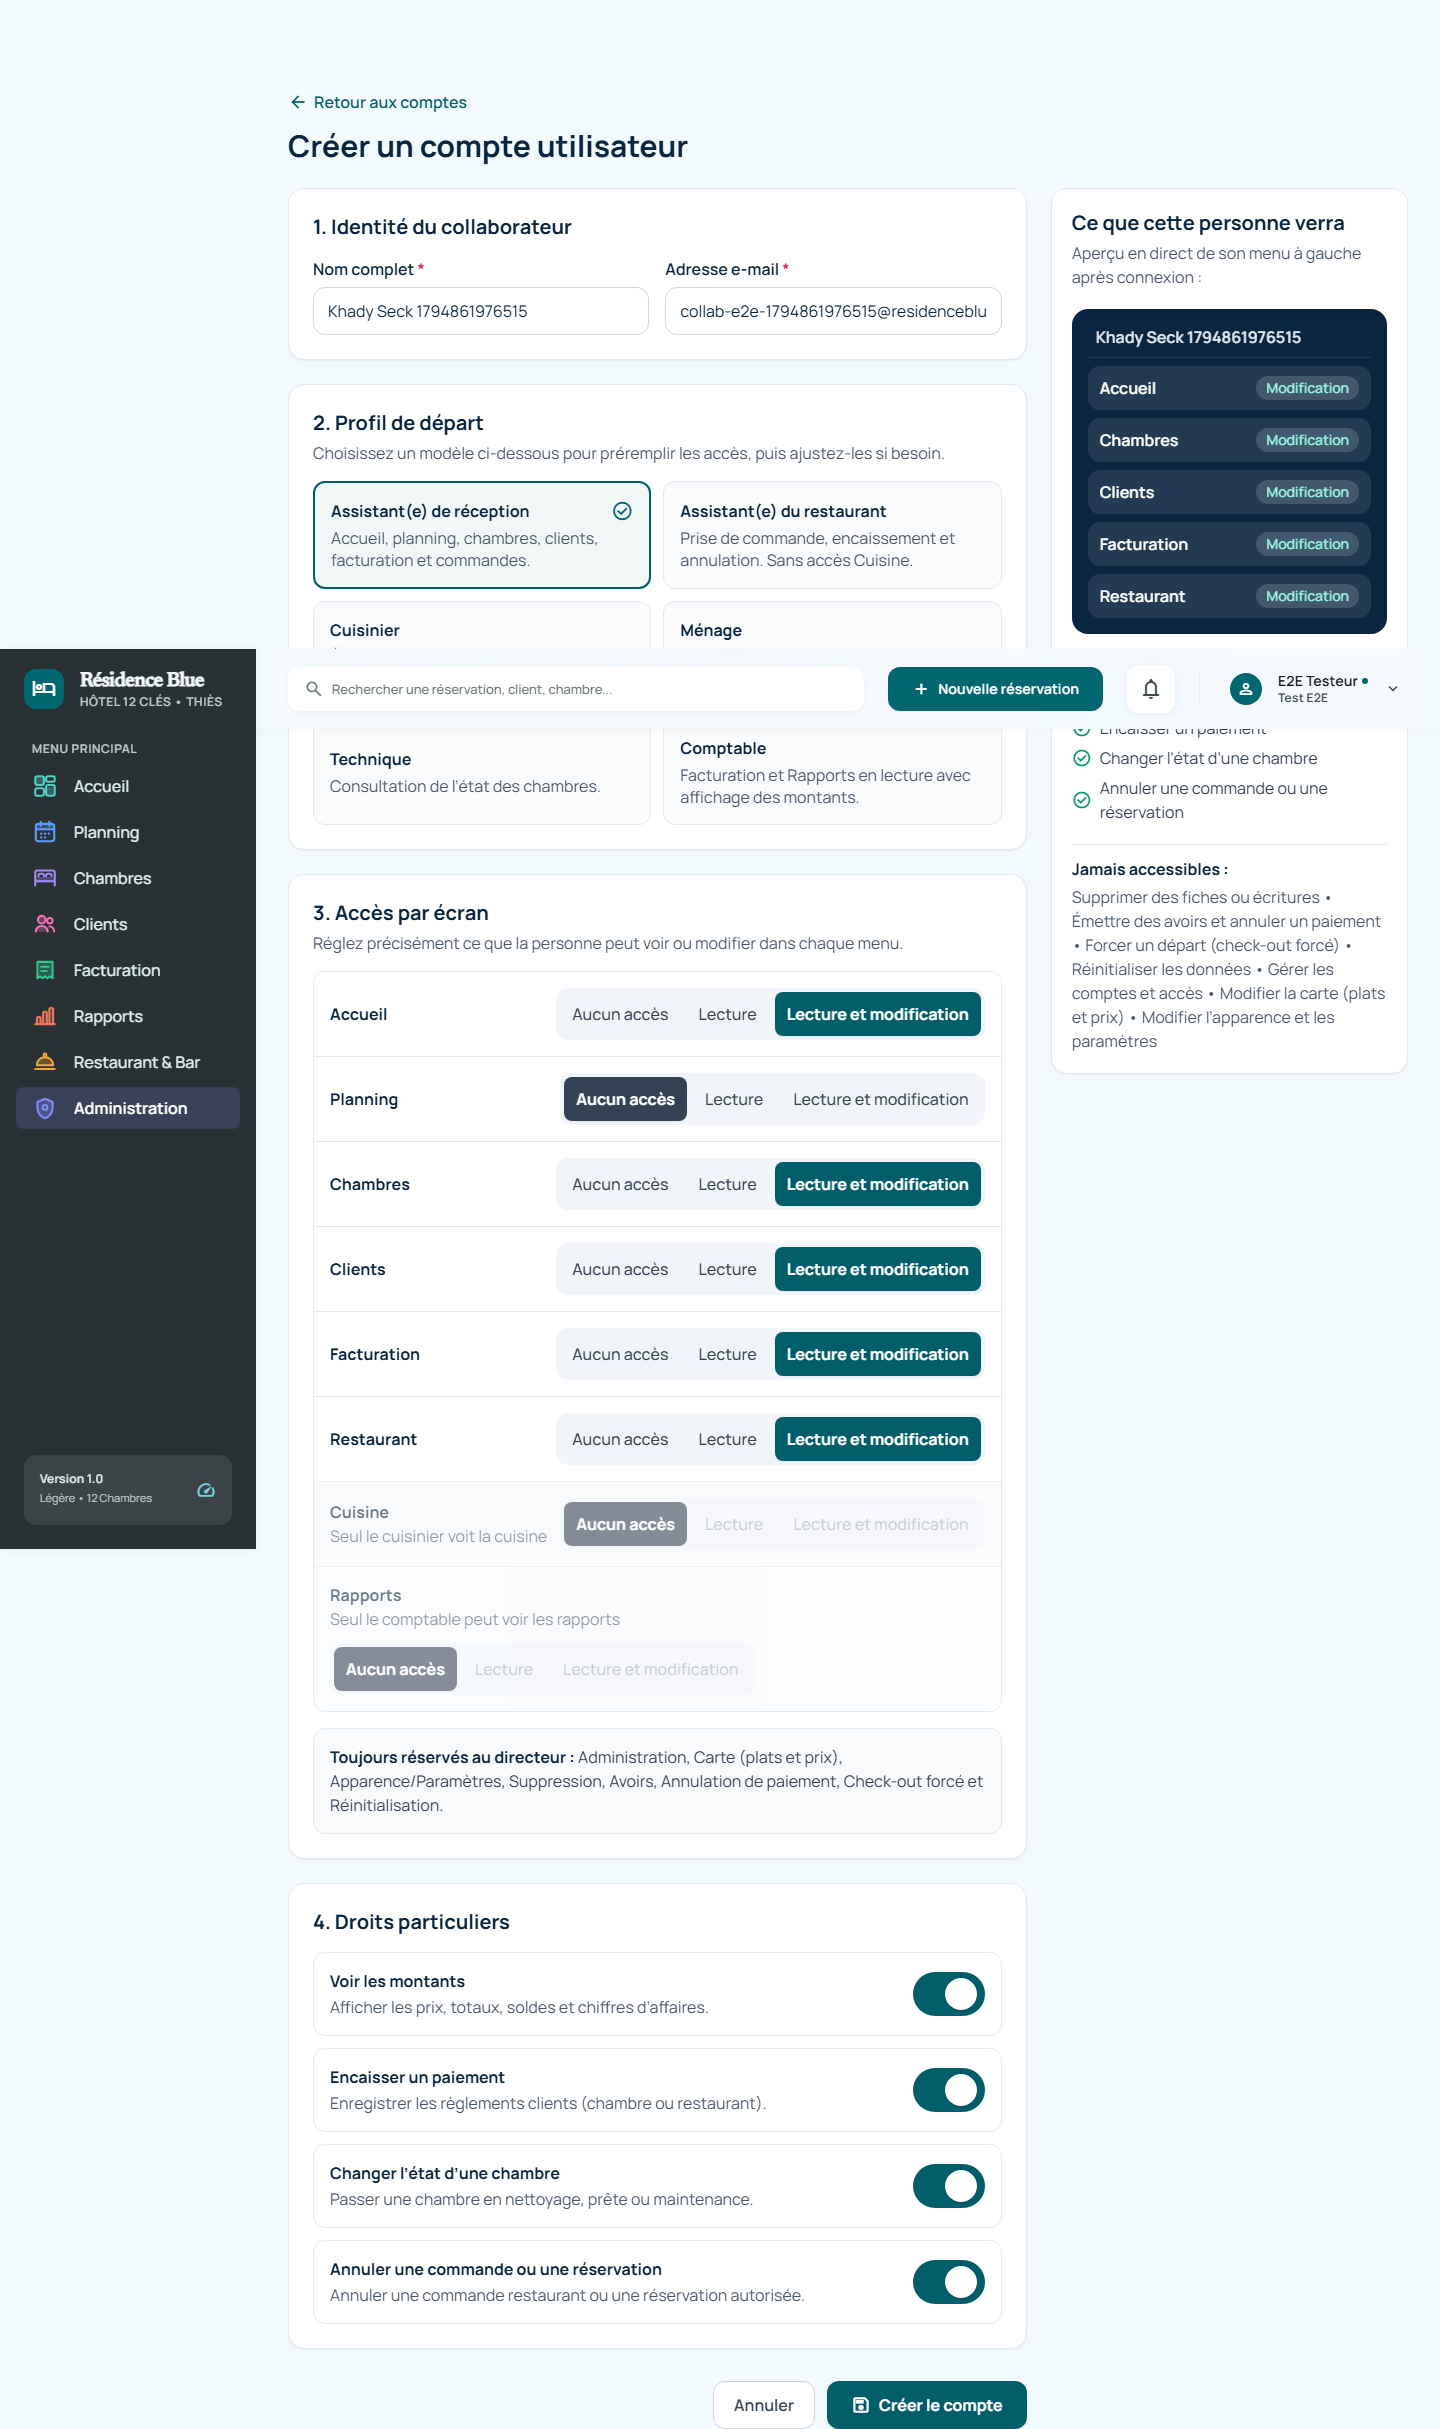 Retour aux comptes
Créer un compte utilisateur
1. Identité du collaborateur
Nom complet *
Adresse e-mail *
Khady Seck 1794861976515
collab-e2e-1794861976515@residenceblu
2. Profil de départ
Choisissez un modèle ci-dessous pour préremplir les accès, puis ajustez-les si besoin.
Assistant(e) de réception
Accueil, planning, chambres, clients,
facturation et commandes.
Assistant(e) du restaurant
Prise de commande, encaissement et
annulation. Sans accès Cuisine.
Cuisinier
Ménage
Technique
Consultation de l'état des chambres.
Comptable
Facturation et Rapports en lecture avec
affichage des montants.
3. Accès par écran
Réglez précisément ce que la personne peut voir ou modifier dans chaque menu.
Accueil
Aucun accès Lecture Lecture et modification
Planning
Aucun accès Lecture Lecture et modification
Chambres
Aucun accès Lecture Lecture et modification
Clients
Aucun accès Lecture Lecture et modification
Facturation
Aucun accès Lecture Lecture et modification
Restaurant
Aucun accès Lecture Lecture et modification
Cuisine
Seul le cuisinier voit la cuisine
Aucun accès Lecture Lecture et modification
Rapports
Seul le comptable peut voir les rapports
Aucun accès Lecture Lecture et modification
Toujours réservés au directeur : Administration, Carte (plats et prix),
Apparence/Paramètres, Suppression, Avoirs, Annulation de paiement, Check-out forcé et
Réinitialisation.
4. Droits particuliers
Voir les montants
Afficher les prix, totaux, soldes et chiffres d'affaires.
Encaisser un paiement
Enregistrer les règlements clients (chambre ou restaurant).
Changer l'état d'une chambre
Passer une chambre en nettoyage, prête ou maintenance.
Annuler une commande ou une réservation
Annuler une commande restaurant ou une réservation autorisée.
Annuler
Créer le compte
Ce que cette personne verra
Aperçu en direct de son menu à gauche
après connexion :
Khady Seck 1794861976515
Accueil Modification
Chambres Modification
Clients Modification
Facturation Modification
Restaurant Modification
Encaisser un paiement
Changer l'état d'une chambre
Annuler une commande ou une
réservation
Jamais accessibles :
Supprimer des fiches ou écritures •
Émettre des avoirs et annuler un paiement
• Forcer un départ (check-out forcé) •
Réinitialiser les données • Gérer les
comptes et accès • Modifier la carte (plats
et prix) • Modifier l'apparence et les
paramètres
Résidence Blue
HÔTEL 12 CLÉS • THIÈS
MENU PRINCIPAL
Accueil
Planning
Chambres
Clients
Facturation
Rapports
Restaurant & Bar
Administration
Version 1.0
Légère • 12 Chambres
Rechercher une réservation, client, chambre...
Nouvelle réservation
E2E Testeur
Test E2E